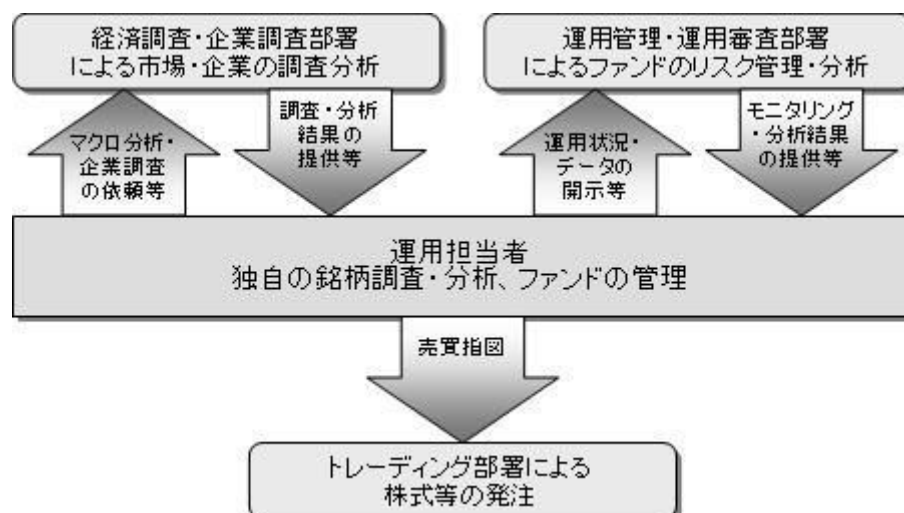 経済調査・企業調査部署
による市場・企業の調査分析
運用管理・運用審査部署
によるファンドのリスク管理・分析
マクロ分析・
企業調査
の依頼等
調査・分析
結果の
提供等
運用状況・
データの
開示等
モニタリング
・分析結果
の提供等
運用担当者
独自の銘柄調査・分析、ファンドの管理
売買指図
トレーディング部署による
株式等の発注